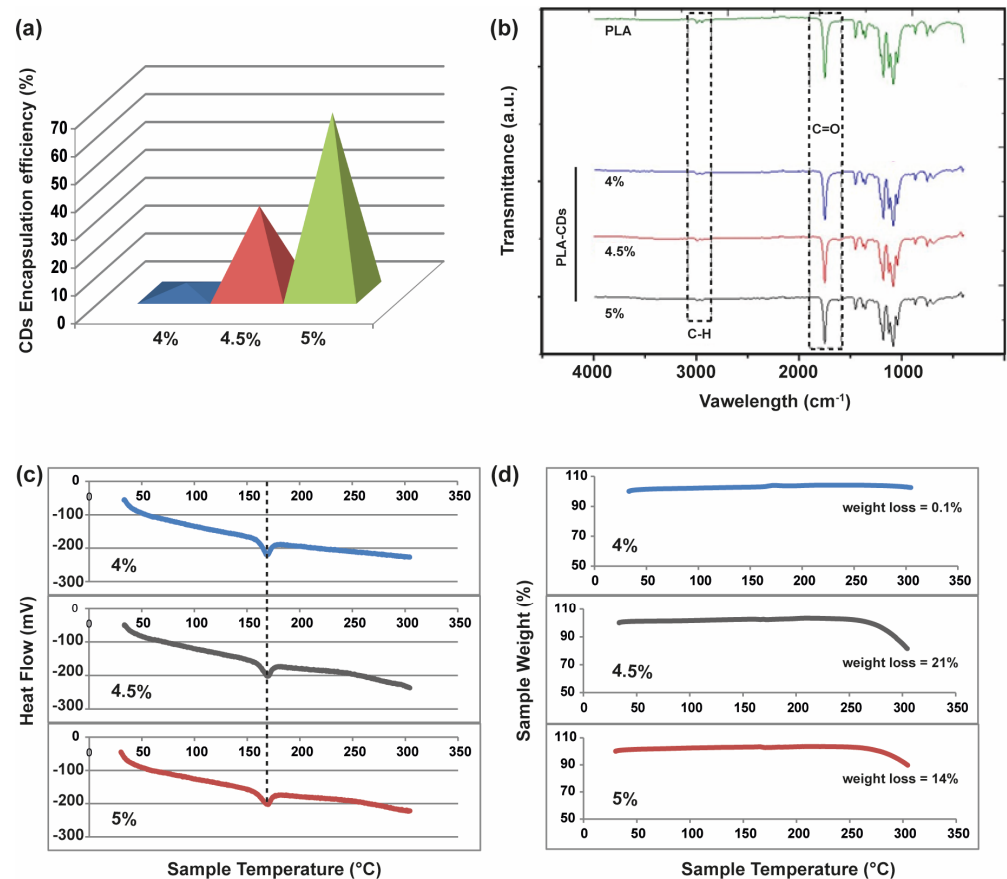 (a)
CDs Encapsulation efficiency (%)
70
60
50
40
30
20
10
0
4% 4.5% 5%
(b)
Transmittance (a.u.)
PLA
C=O
PLA-CDs
4%
4.5%
5%
C-H
4000 3000 2000 1000
Vawelength (cm-1)
(c)
Heat Flow (mV)
0
0 50 100 150 200 250 300 350
-100
-200
-300
4%
0
0 50 100 150 200 250 300 350
-100
-200
-300
4.5%
0
0 50 100 150 200 250 300 350
-100
-200
-300
5%
Sample Temperature (°C)
(d)
Sample Weight (%)
110
90
70
50
weight loss = 0.1%
4%
0 50 100 150 200 250 300 350
110
90
70
50
weight loss = 21%
4.5%
0 50 100 150 200 250 300 350
110
90
70
50
weight loss = 14%
5%
0 50 100 150 200 250 300 350
Sample Temperature (°C)